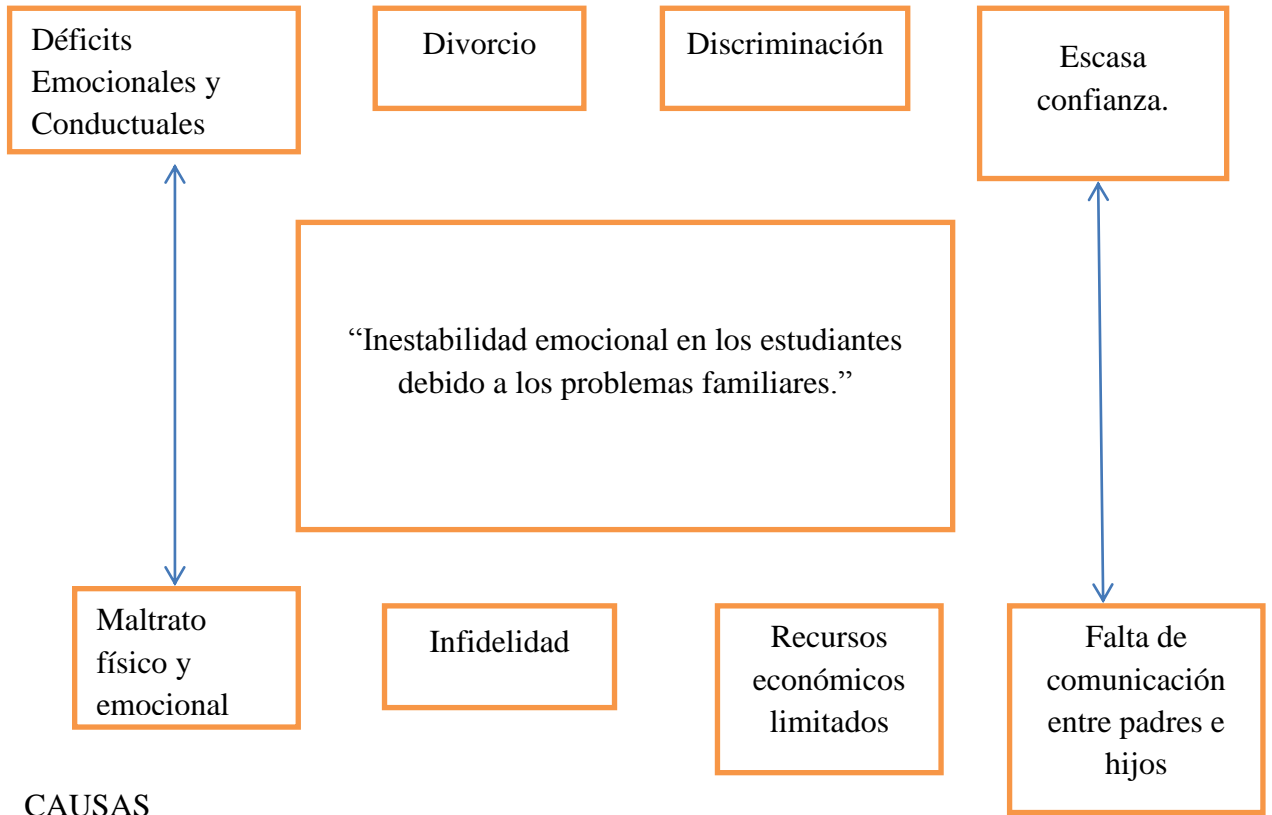 Déficits
Emocionales y
Conductuales
Divorcio
Discriminación
Escasa
confianza.
“Inestabilidad emocional en los estudiantes
debido a los problemas familiares.”
Maltrato
físico y
emocional
Infidelidad
Recursos
económicos
limitados
Falta de
comunicación
entre padres e
hijos
CAUSAS